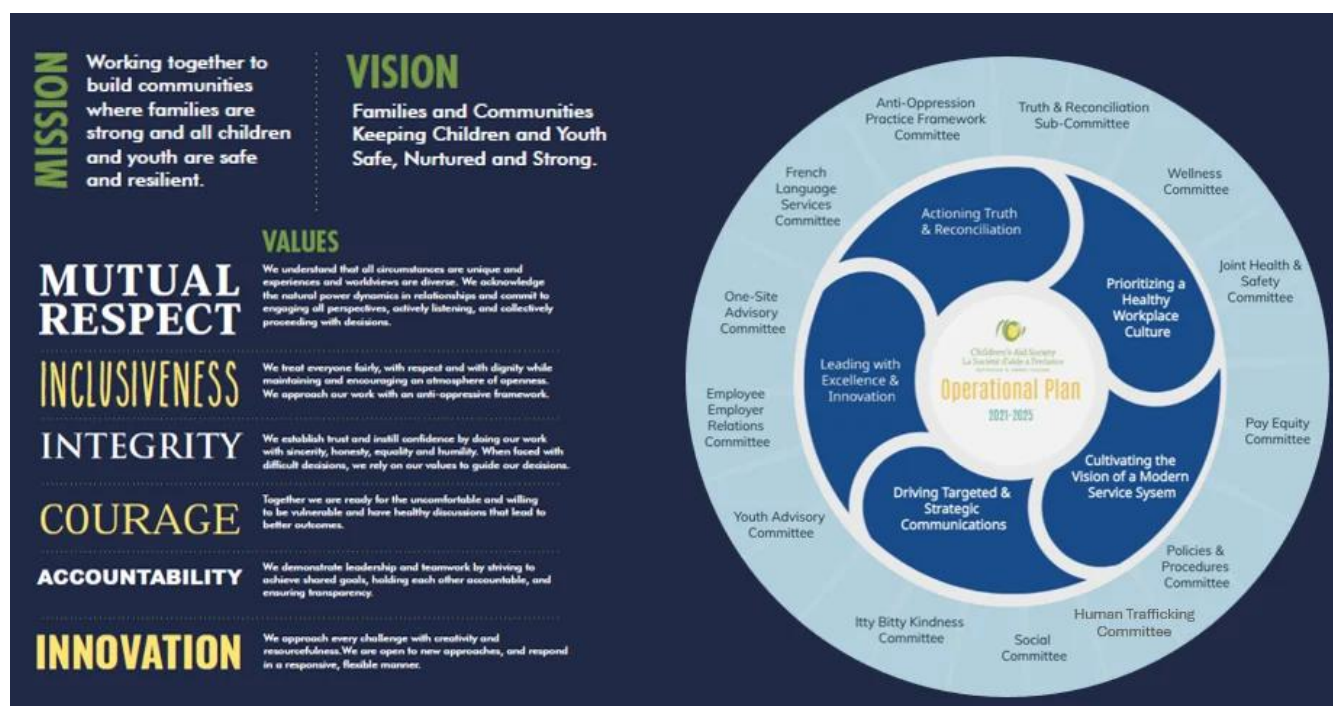 MISSION
Working together to
build communities
where families are
strong and all children
and youth are safe
and resilient.
VISION
Families and Communities
Keeping Children and Youth
Safe, Nurtured and Strong.
VALUES
MUTUAL
RESPECT
We understand that all circumstances are unique and
experiences and worldviews are diverse. We acknowledge
the natural power dynamics in relationships and commit to
engaging all perspectives, actively listening, and collectively
proceeding with decisions.
INCLUSIVENESS
We treat everyone fairly, with respect and with dignity while
maintaining and encouraging an atmosphere of openness.
We approach our work with an anti-oppressive framework.
INTEGRITY
We establish trust and instill confidence by doing our work
with sincerity, honesty, equality and humility. When faced with
difficult decisions, we rely on our values to guide our decisions.
COURAGE
Together we are ready for the uncomfortable and willing
to be vulnerable and have healthy discussions that lead to
better outcomes.
ACCOUNTABILITY
We demonstrate leadership and teamwork by striving to
achieve shared goals, holding each other accountable, and
ensuring transparency.
INNOVATION
We approach every challenge with creativity and
resourcefulness. We are open to new approaches, and respond
in a responsive, flexible manner.
Anti-Oppression
Practice Framework
Committee
Truth & Reconciliation
Sub-Committee
Wellness
Committee
Joint Health &
Safety
Committee
Pay Equity
Committee
Policies &
Procedures
Committee
Human Trafficking
Committee
Social
Committee
Itty Bitty Kindness
Committee
Youth Advisory
Committee
Employee
Employer
Relations
Committee
One-Site
Advisory
Committee
French
Language
Services
Committee
Actioning Truth
& Reconciliation
Prioritizing a
Healthy
Workplace
Culture
Cultivating the
Vision of a Modern
Service Sysem
Driving Targeted &
Strategic
Communications
Leading with
Excellence &
Innovation
Children's Aid Society
La Société d'aide à l'enfance
Operational Plan
2021-2025